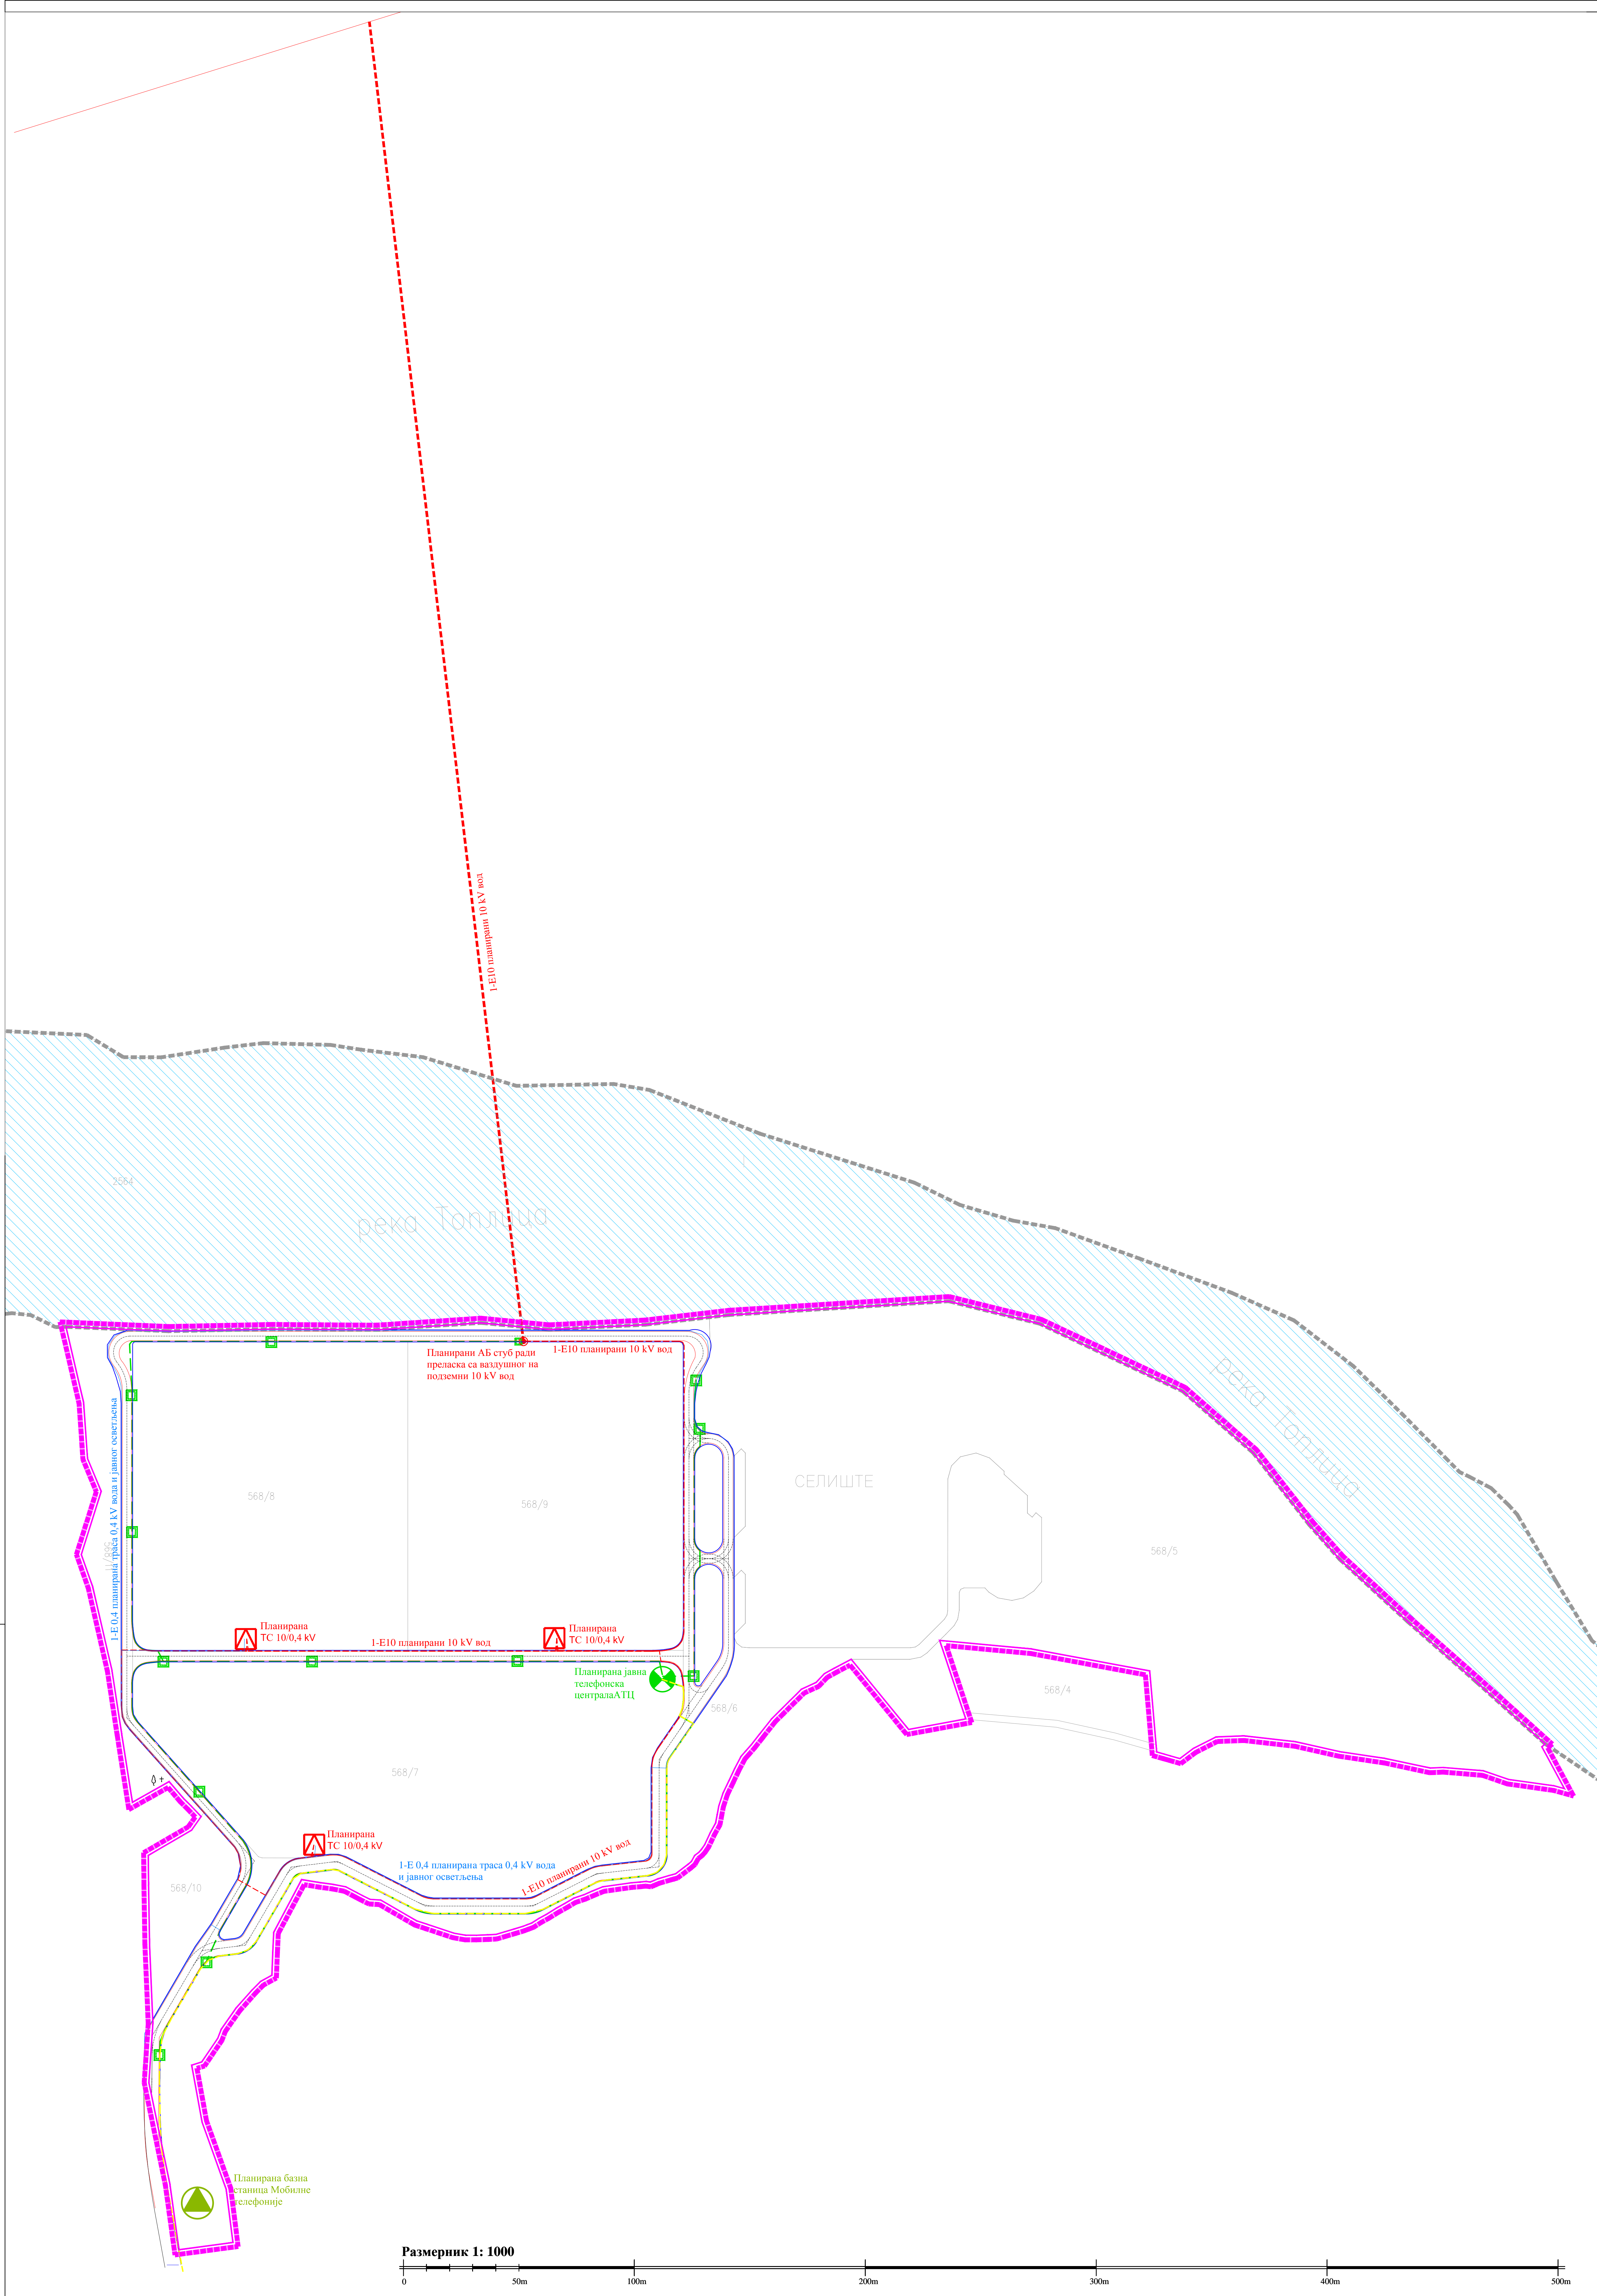 1-Е10 планирани 10 kV вод
2564
река Топлица
Планирани АБ стуб ради
преласка са ваздушног на
подземни 10 kV вод
1-Е10 планирани 10 kV вод
река Топлица
1-Е 0,4 планирана траса 0,4 kV вода и јавног осветљења
568/8
568/9
СЕЛИШТЕ
568/5
568/11
Планирана
ТС 10/0,4 kV
1-Е10 планирани 10 kV вод
Планирана
ТС 10/0,4 kV
Планирана јавна
телефонска
централаАТЦ
568/6
568/4
568/7
Планирана
ТС 10/0,4 kV
1-Е 0,4 планирана траса 0,4 kV вода
и јавног осветљења
1-Е10 планирани 10 kV вод
568/10
Планирана базна
станица Мобилне
телефоније
Размерник 1: 1000
0 50m 100m 200m 300m 400m 500m